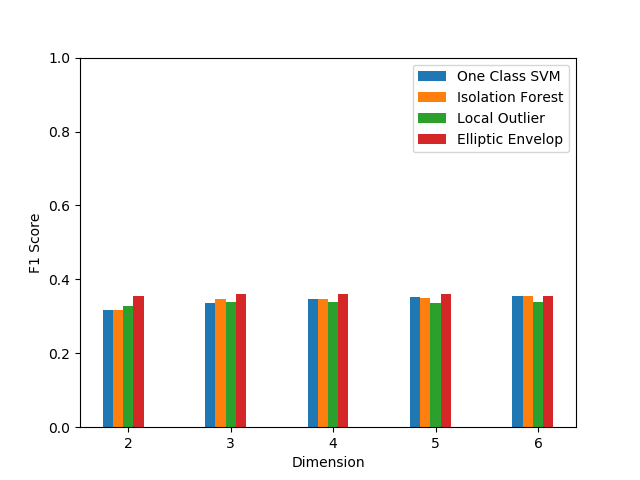 1.0
0.8
0.6
0.4
0.2
0.0
F1 Score
One Class SVM
Isolation Forest
Local Outlier
Elliptic Envelop
2 3 4 5 6
Dimension